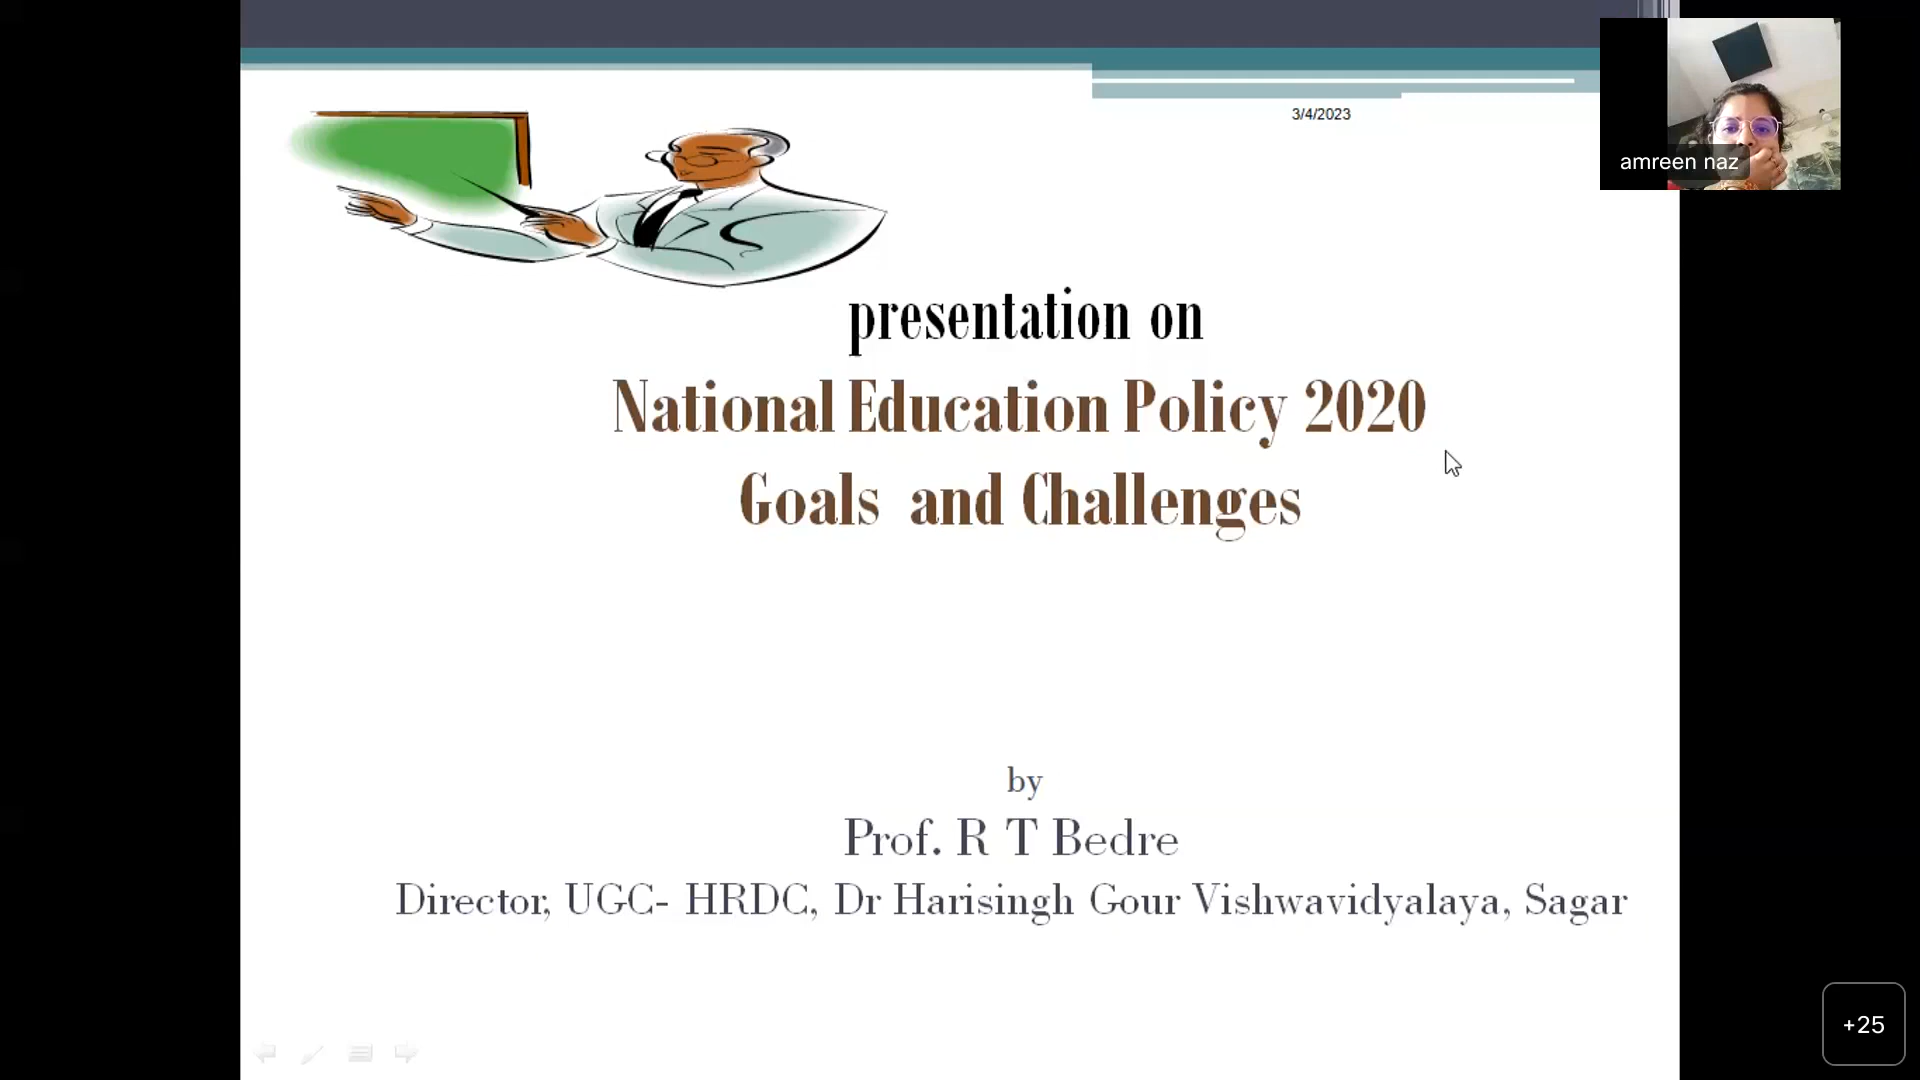 3/4/2023
amreen naz
presentation on
National Education Policy 2020
Goals and Challenges
by
Prof. R T Bedre
Director, UGC- HRDC, Dr Harisingh Gour Vishwavidyalaya, Sagar
+25